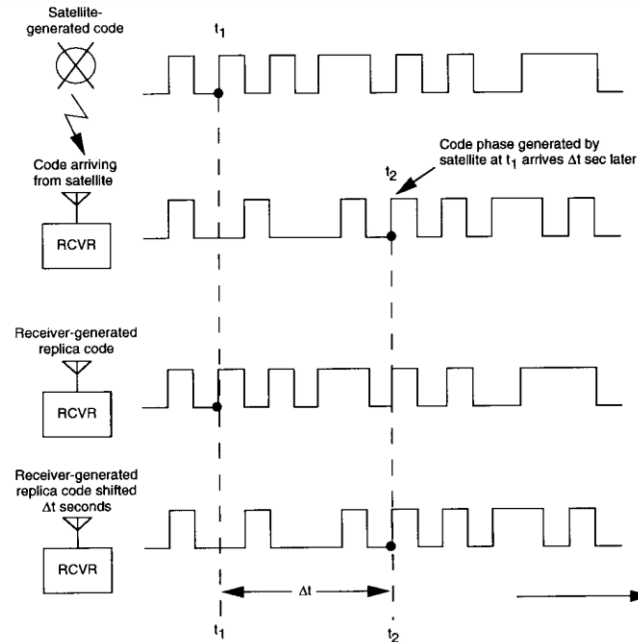 Satellite-
generated code
t1
Code arriving
from satellite
Code phase generated by
satellite at t1 arrives Δt sec later
t2
RCVR
Receiver-generated
replica code
RCVR
Receiver-generated
replica code shifted
Δt seconds
RCVR
Δt
t1
t2